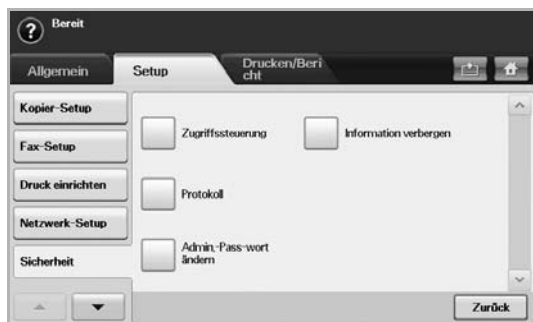 Bereit
Allgemein
Setup
Drucken/Beri
cht
Kopier-Setup
Fax-Setup
Druck einrichten
Netzwerk-Setup
Sicherheit
Zugriffssteuerung
Information verbergen
Protokoll
Admin.-Pass-wort
ändern
Zurück